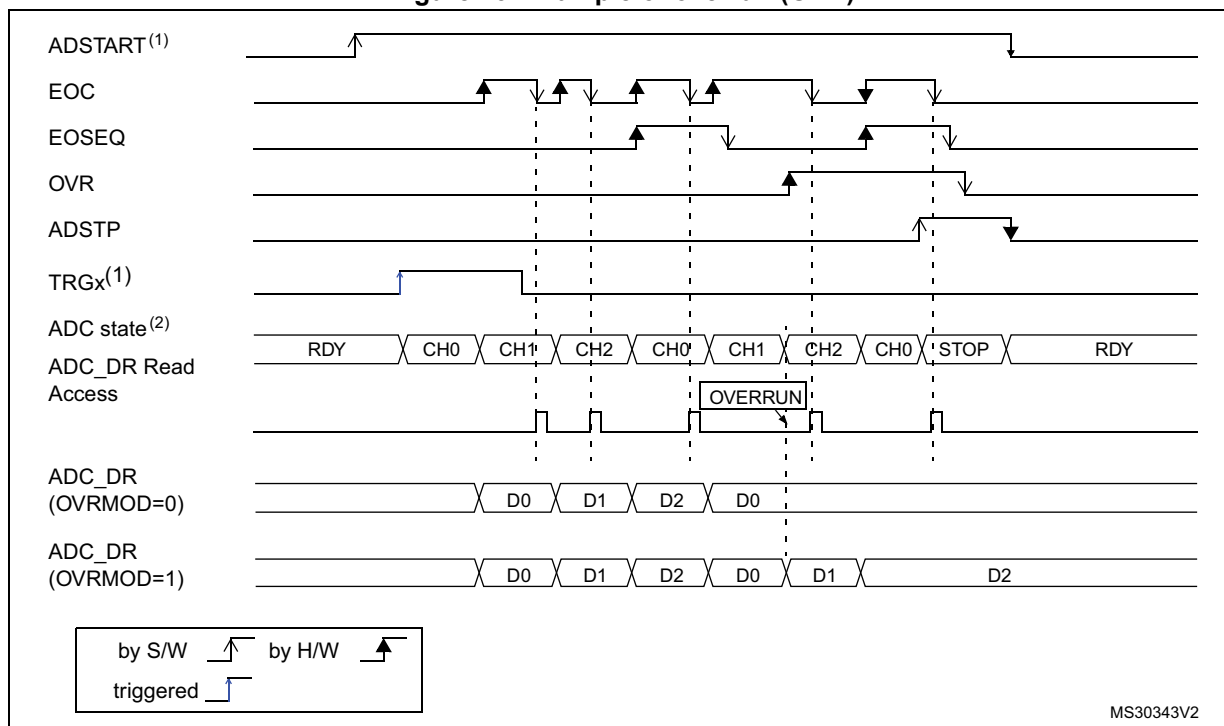 ADSTART(1)
EOC
EOSEQ
OVR
ADSTP
TRGx(1)
ADC state(2)
RDY CH0 CH1 CH2 CH0 CH1 CH2 CH0 STOP RDY
ADC_DR Read
Access
OVERRUN
ADC_DR
(OVRMOD=0)
D0 D1 D2 D0
ADC_DR
(OVRMOD=1)
D0 D1 D2 D0 D1 D2
by S/W by H/W
triggered
MS30343V2